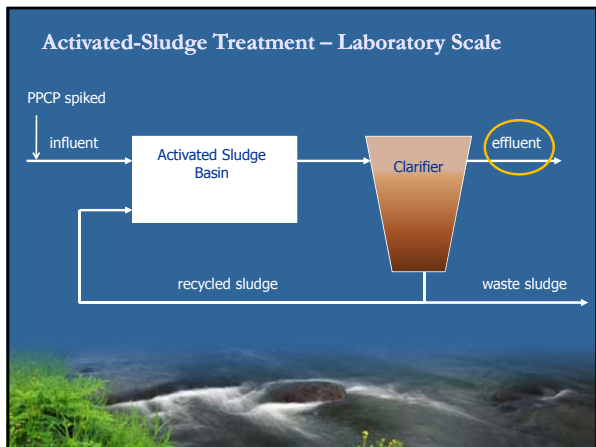 Activated-Sludge Treatment – Laboratory Scale
PPCP spiked
influent
Activated Sludge
Basin
Clarifier
effluent
recycled sludge
waste sludge